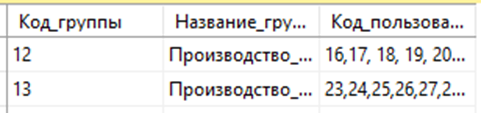 Код_группы Название_гру... Код_пользова...
12 Производство_... 16,17, 18, 19, 20...
13 Производство_... 23,24,25,26,27,2...